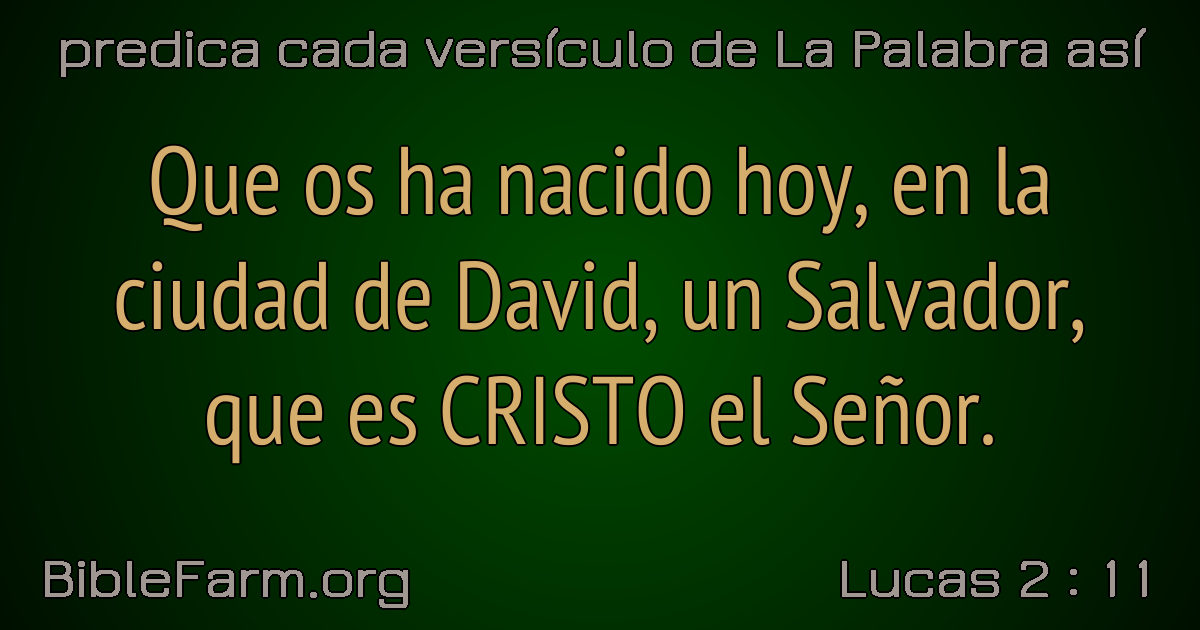 predica cada versículo de La Palabra así
Que os ha nacido hoy, en la
ciudad de David, un Salvador,
que es CRISTO el Señor.
BibleFarm.org
Lucas 2 : 11